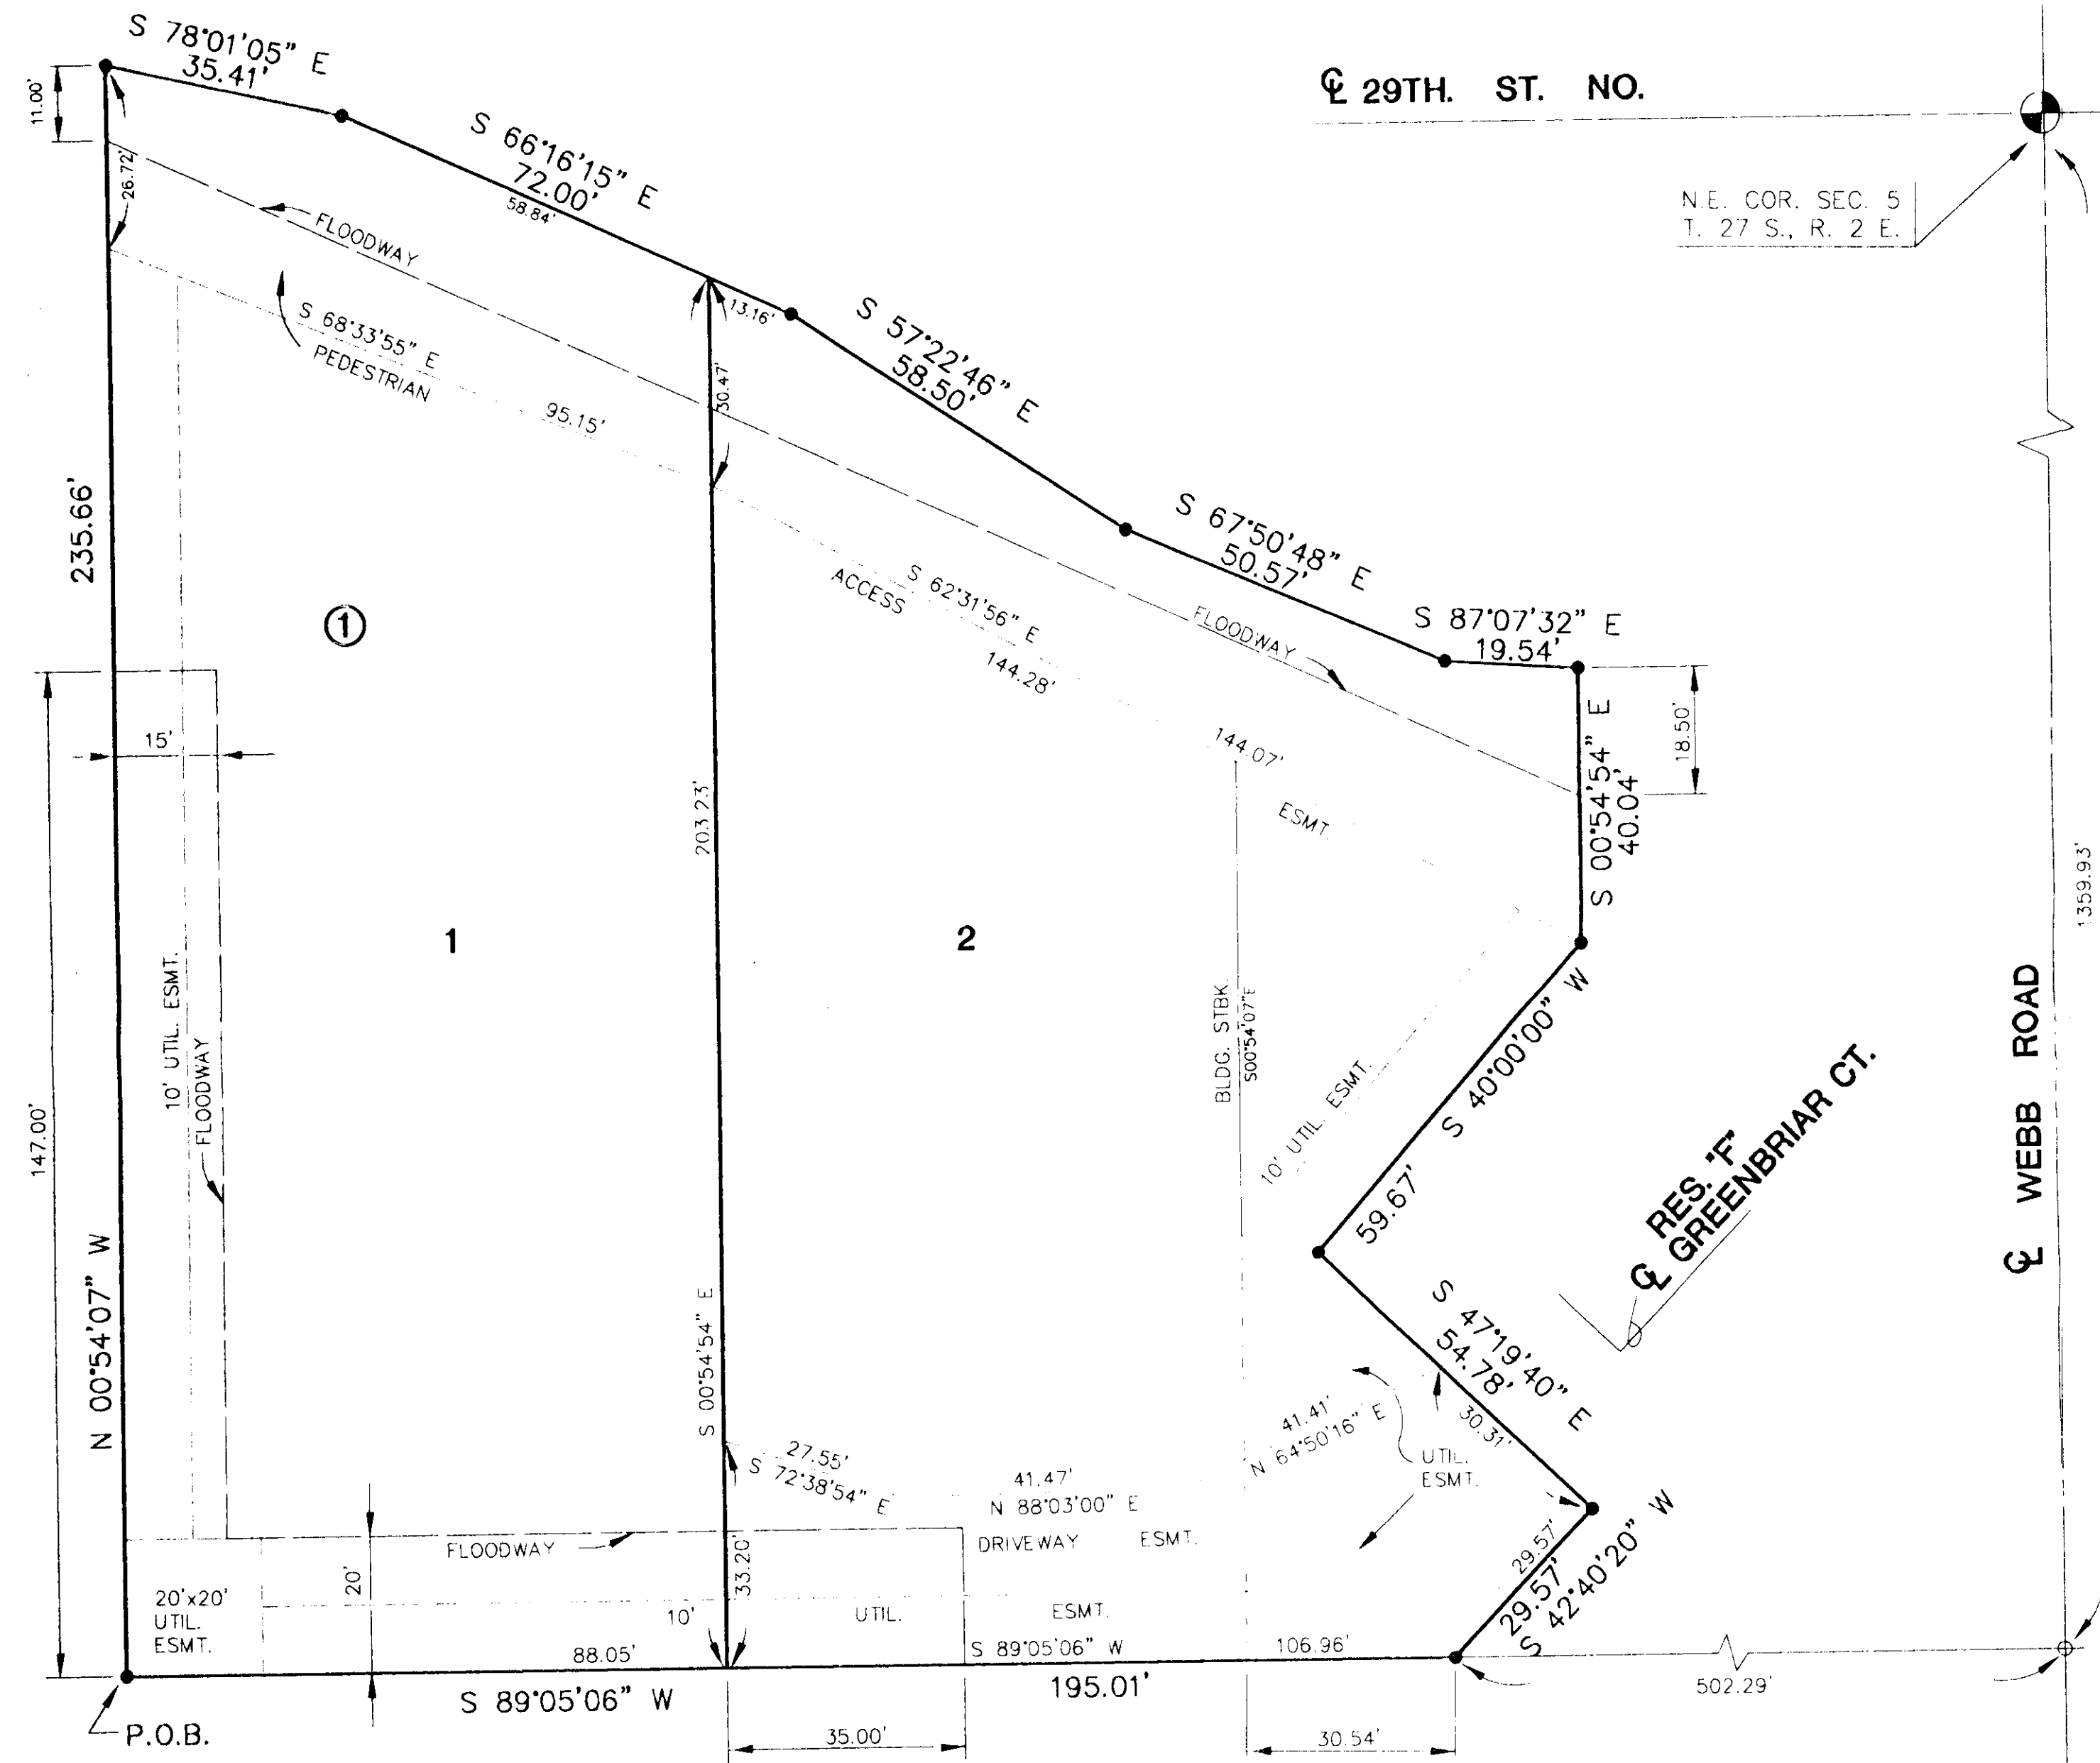 S 78°01'05" E
35.41'
11.00'
26.72'
S 66°16'15" E
72.00'
58.84'
℄ 29TH. ST. NO.
N.E. COR. SEC. 5
T. 27 S., R. 2 E.
FLOODWAY
13.16'
S 57°22'46" E
58.50'
S 68°33'55" E
PEDESTRIAN
95.15'
30.47'
235.66'
S 67°50'48" E
50.57'
S 62°31'56" E
ACCESS
144.28'
FLOODWAY
S 87°07'32" E
19.54'
1
15'
144.07'
ESMT.
18.50'
S 00°54'54" E
40.04'
203.23'
1359.93'
1
2
10' UTIL. ESMT.
FLOODWAY
147.00'
BLDG. STBK.
S00°54'07"E
10' UTIL. ESMT.
S 40°00'00" W
59.67'
RES. "F"
℄ GREENBRIAR CT.
℄ WEBB ROAD
N 00°54'07" W
S 00°54'54" E
S 47°19'40" E
54.78'
30.31'
41.41'
N 64°50'16" E
UTIL.
ESMT.
27.55'
S 72°38'54" E
41.47'
N 88°03'00" E
DRIVEWAY ESMT.
FLOODWAY
20'
33.20'
29.57'
29.57'
S 42°40'20" W
20'x20'
UTIL.
ESMT.
10' UTIL. ESMT.
88.05'
S 89°05'06" W
106.96'
S 89°05'06" W
195.01'
502.29'
P.O.B.
35.00'
30.54'